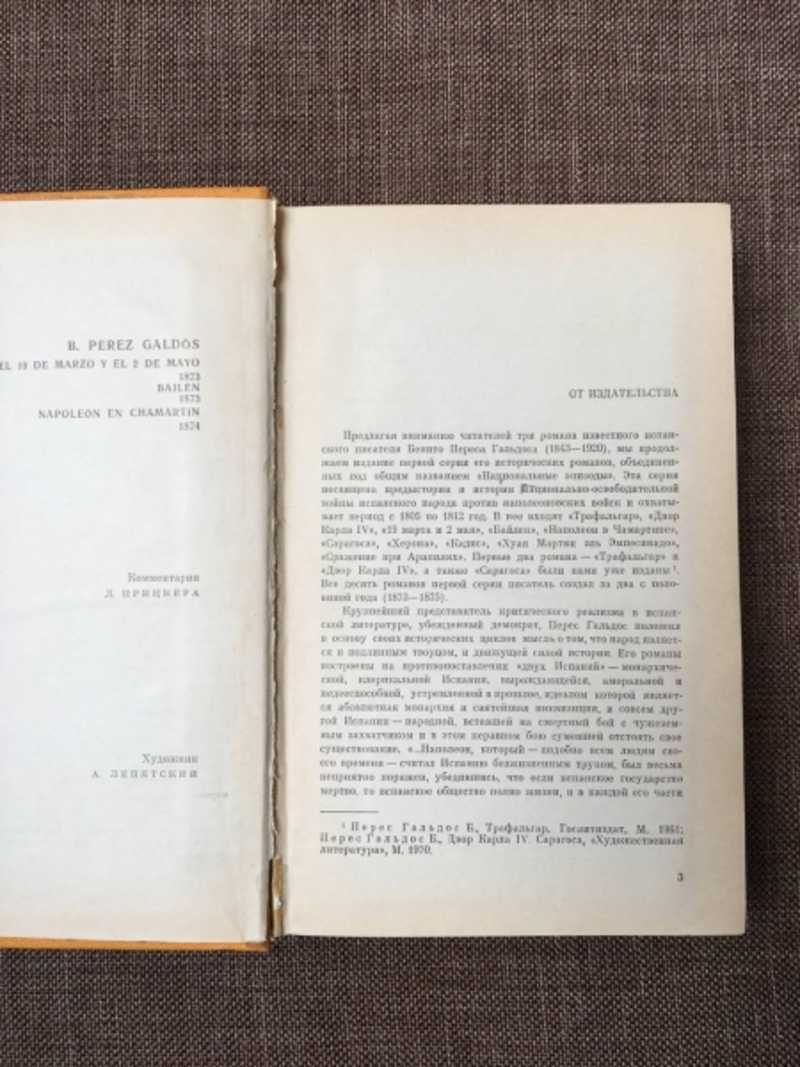 B. PEREZ GALDÓS
EL 19 DE MARZO Y EL 2 DE MAYO
1873
BAILÉN
1873
NAPOLEÓN EN CHAMARTÍN
1874
Комментарии
Л. ПРИЦКЕРА
Художник
А. ЛЕПЯТСКИЙ
ОТ ИЗДАТЕЛЬСТВА
Предлагая вниманию читателей три романа известного испан-
ского писателя Бенито Переса Гальдоса (1843—1920), мы продол-
жаем издание первой серии его исторических романов, объединен-
ных под общим названием «Национальные эпизоды». Эта серия
посвящена предыстории и истории национально-освободительной
войны испанского народа против наполеоновских войск и охваты-
вает период с 1805 по 1812 год. В нее входят «Трафальгар», «Двор
Карла IV», «19 марта и 2 мая», «Байлен», «Наполеон в Чамартине»,
«Сарагоса», «Херона», «Кадис», «Хуан Мартин эль Эмпесинадо»,
«Сражение при Арапилях». Первые два романа — «Трафальгар» и
«Двор Карла IV», а также «Сарагоса» были нами уже изданы¹.
Все десять романов первой серии писатель создал за два с поло-
виной года (1873—1875).
Крупнейший представитель критического реализма в испан-
ской литературе, убежденный демократ, Перес Гальдос положил
в основу своих исторических циклов мысль о том, что народ являет-
ся и подлинным творцом, и движущей силой истории. Его романы
построены на противопоставлении «двух Испаний» — монархиче-
ской, клерикальной Испании, вырождающейся, аморальной и
недееспособной, устремленной в прошлое, идеалом которой являет-
ся абсолютная монархия и святейшая инквизиция, и совсем дру-
гой Испании — народной, вставшей на смертный бой с чужезем-
ным захватчиком и в этом неравном бою сумевшей отстоять свое
существование. «...Наполеон, который — подобно всем людям сво-
его времени — считал Испанию безжизненным трупом, был весьма
неприятно поражен, убедившись, что если испанское государство
мертво, то испанское общество полно жизни, и в каждой его части
¹ Перес Гальдос Б., Трафальгар. Гослитиздат, М. 1961;
Перес Гальдос Б., Двор Карла IV. Сарагоса, «Художественная
литература», М. 1970.
3